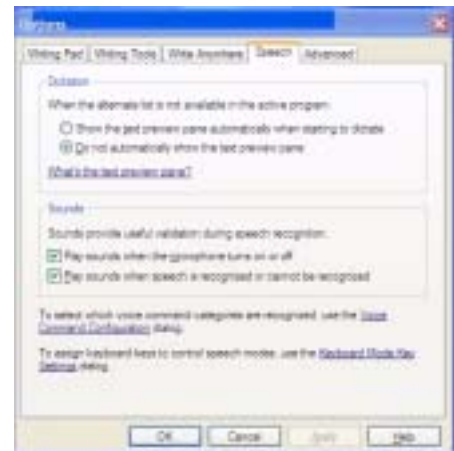 Options
Writing Pad Writing Tools Write Anywhere Speech Advanced
Dictation
When the alternate list is not available in the active program:
Show the text preview pane automatically when starting to dictate
Do not automatically show the text preview pane
What's the text preview pane?
Sounds
Sounds provide useful validation during speech recognition.
Play sounds when the microphone turns on or off
Play sounds when speech is recognized or cannot be recognized
To select which voice command categories are recognized, use the Voice
Command Configuration dialog.
To assign keyboard keys to control speech modes, use the Keyboard Mode Key
Settings dialog.
OK Cancel Apply Help